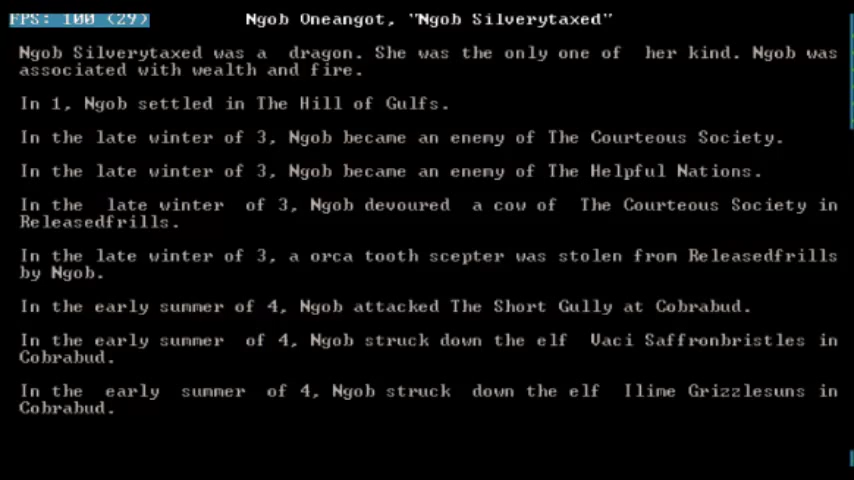 FPS: 100 (29)
Ngob Oneangot, "Ngob Silverytaxed"
Ngob Silverytaxed was a dragon. She was the only one of her kind. Ngob was
associated with wealth and fire.
In 1, Ngob settled in The Hill of Gulfs.
In the late winter of 3, Ngob became an enemy of The Courteous Society.
In the late winter of 3, Ngob became an enemy of The Helpful Nations.
In the late winter of 3, Ngob devoured a cow of The Courteous Society in
Releasedfrills.
In the late winter of 3, a orca tooth scepter was stolen from Releasedfrills
by Ngob.
In the early summer of 4, Ngob attacked The Short Gully at Cobrabud.
In the early summer of 4, Ngob struck down the elf Vaci Saffronbristles in
Cobrabud.
In the early summer of 4, Ngob struck down the elf Ilime Grizzlesuns in
Cobrabud.